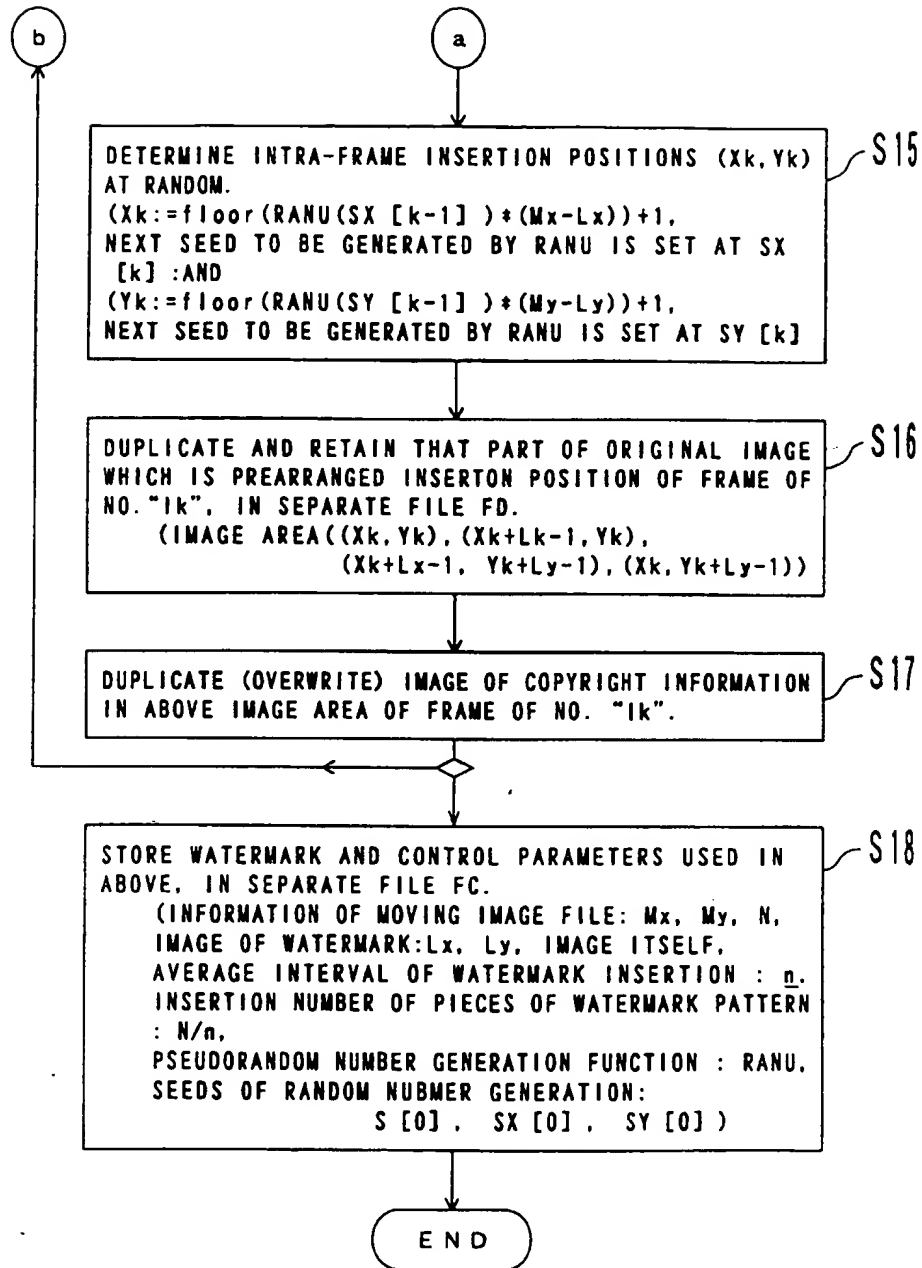 b
a
S15
DETERMINE INTRA-FRAME INSERTION POSITIONS (Xk,Yk)
AT RANDOM.
(Xk:=floor(RANU(SX [k-1] )*(Mx-Lx))+1,
NEXT SEED TO BE GENERATED BY RANU IS SET AT SX
[k] :AND
(Yk:=floor(RANU(SY [k-1] )*(My-Ly))+1,
NEXT SEED TO BE GENERATED BY RANU IS SET AT SY [k]
S16
DUPLICATE AND RETAIN THAT PART OF ORIGINAL IMAGE
WHICH IS PREARRANGED INSERTON POSITION OF FRAME OF
NO."Ik", IN SEPARATE FILE FD.
(IMAGE AREA((Xk,Yk),(Xk+Lk-1,Yk),
(Xk+Lx-1, Yk+Ly-1),(Xk,Yk+Ly-1))
S17
DUPLICATE (OVERWRITE) IMAGE OF COPYRIGHT INFORMATION
IN ABOVE IMAGE AREA OF FRAME OF NO. "Ik".
S18
STORE WATERMARK AND CONTROL PARAMETERS USED IN
ABOVE, IN SEPARATE FILE FC.
(INFORMATION OF MOVING IMAGE FILE: Mx, My, N,
IMAGE OF WATERMARK:Lx, Ly, IMAGE ITSELF,
AVERAGE INTERVAL OF WATERMARK INSERTION : n,
INSERTION NUMBER OF PIECES OF WATERMARK PATTERN
: N/n,
PSEUDORANDOM NUMBER GENERATION FUNCTION : RANU,
SEEDS OF RANDOM NUBMER GENERATION:
S [0] , SX [0] , SY [0] )
END